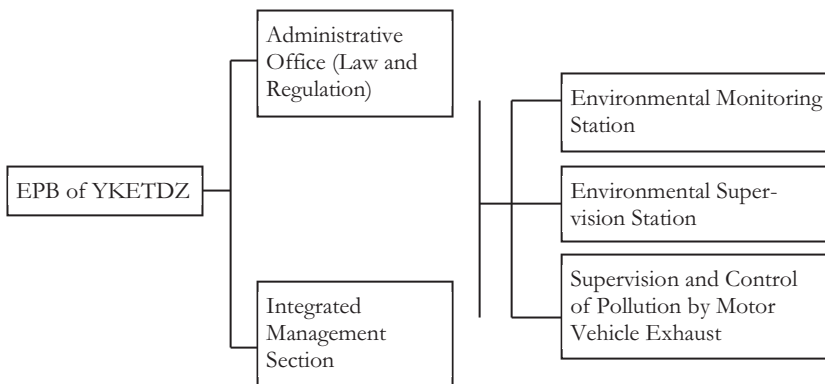 Administrative
Office (Law and
Regulation)
Environmental Monitoring
Station
EPB of YKETDZ
Environmental Super-
vision Station
Integrated
Management
Section
Supervision and Control
of Pollution by Motor
Vehicle Exhaust